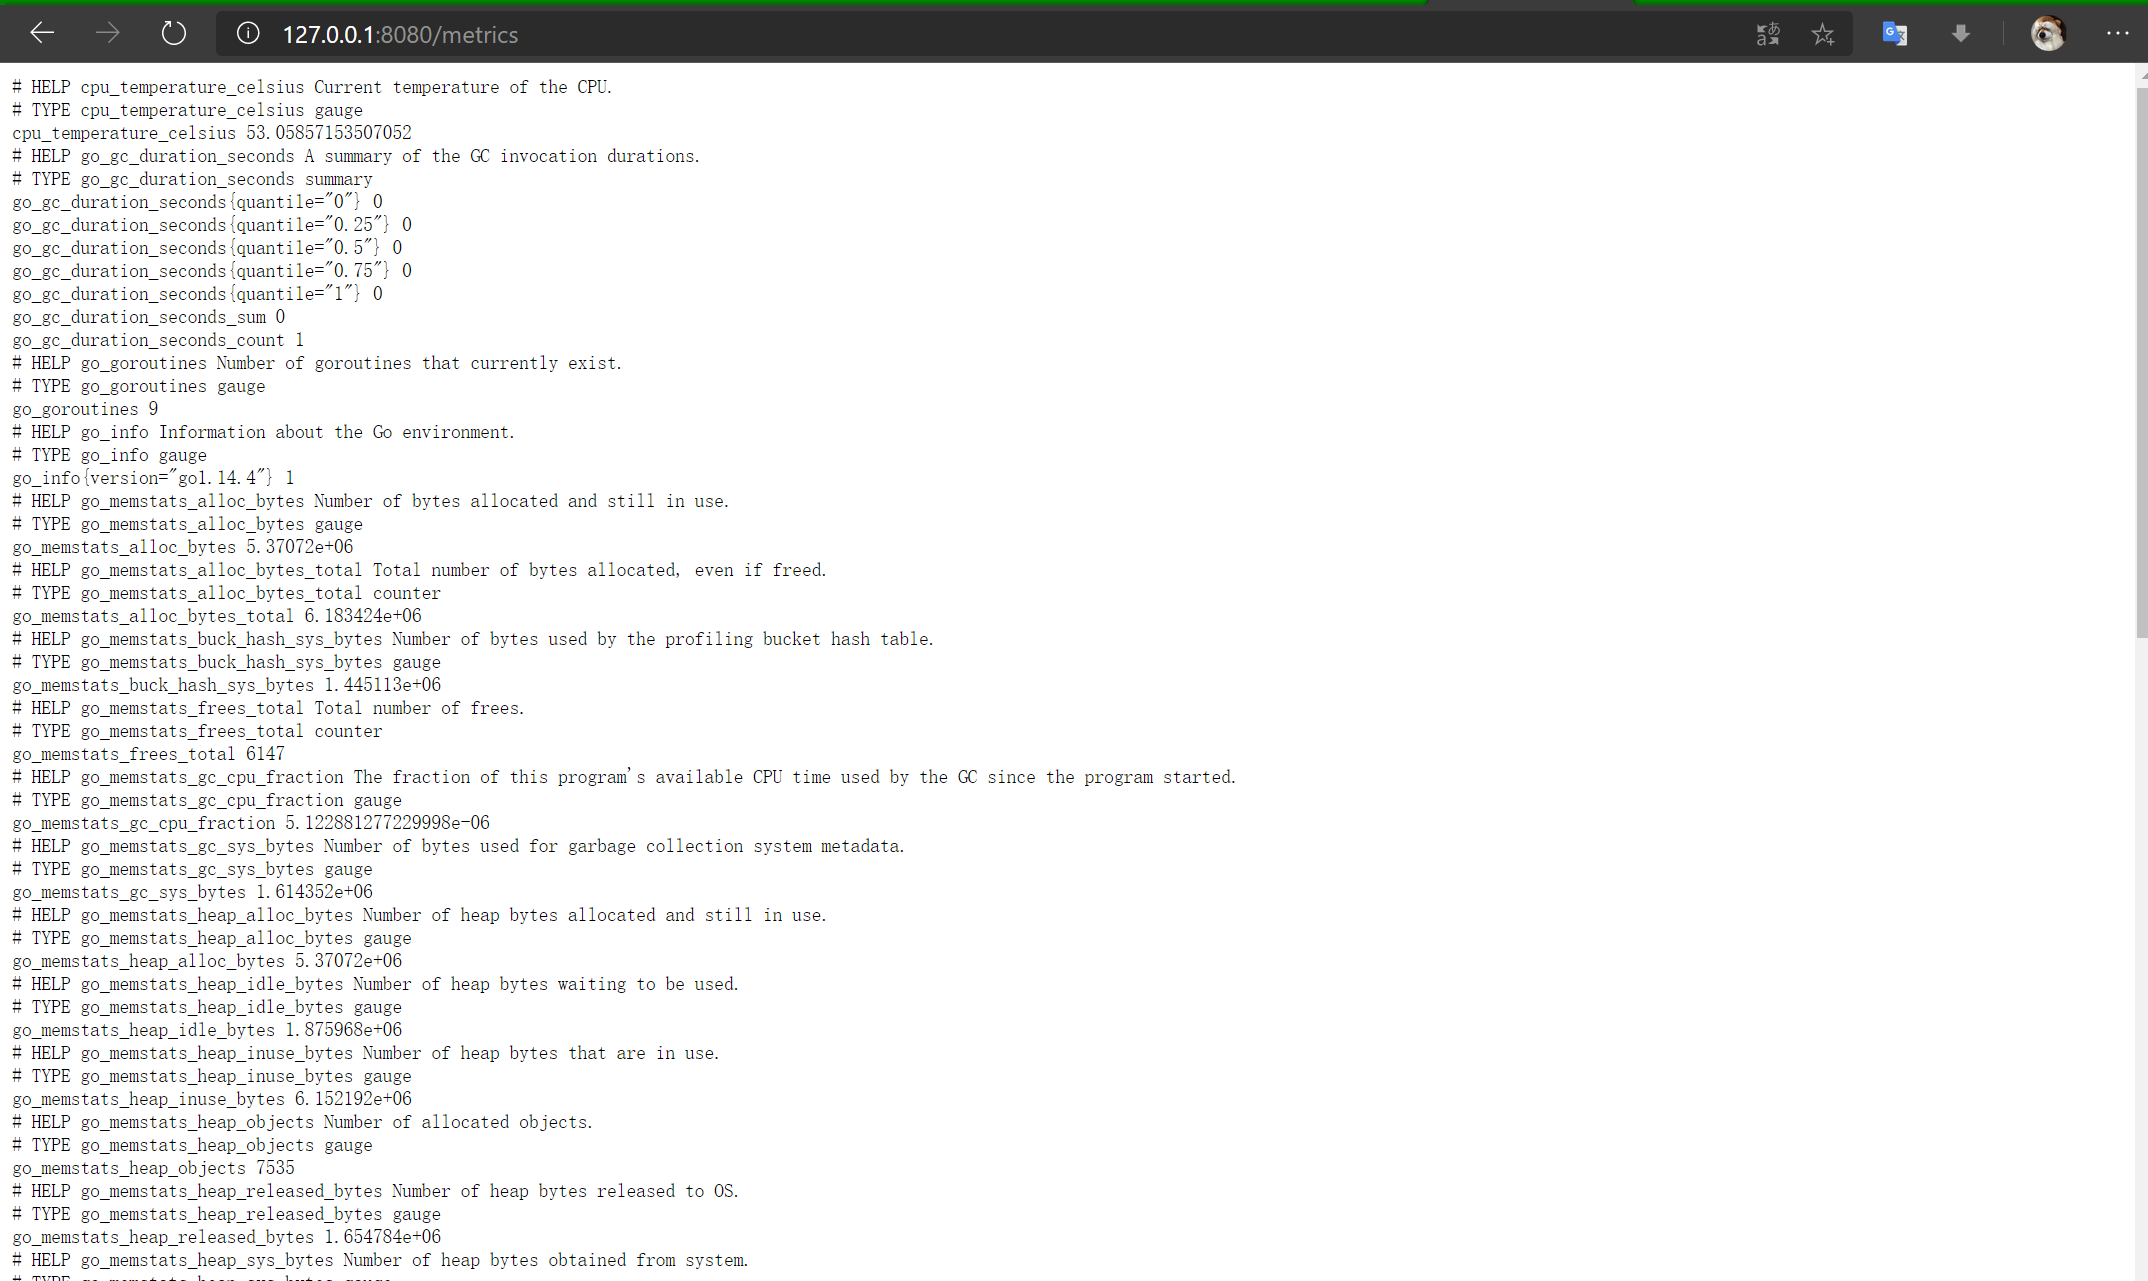 127.0.0.1:8080/metrics
# HELP cpu_temperature_celsius Current temperature of the CPU.
# TYPE cpu_temperature_celsius gauge
cpu_temperature_celsius 53.05857153507052
# HELP go_gc_duration_seconds A summary of the GC invocation durations.
# TYPE go_gc_duration_seconds summary
go_gc_duration_seconds{quantile="0"} 0
go_gc_duration_seconds{quantile="0.25"} 0
go_gc_duration_seconds{quantile="0.5"} 0
go_gc_duration_seconds{quantile="0.75"} 0
go_gc_duration_seconds{quantile="1"} 0
go_gc_duration_seconds_sum 0
go_gc_duration_seconds_count 1
# HELP go_goroutines Number of goroutines that currently exist.
# TYPE go_goroutines gauge
go_goroutines 9
# HELP go_info Information about the Go environment.
# TYPE go_info gauge
go_info{version="go1.14.4"} 1
# HELP go_memstats_alloc_bytes Number of bytes allocated and still in use.
# TYPE go_memstats_alloc_bytes gauge
go_memstats_alloc_bytes 5.37072e+06
# HELP go_memstats_alloc_bytes_total Total number of bytes allocated, even if freed.
# TYPE go_memstats_alloc_bytes_total counter
go_memstats_alloc_bytes_total 6.183424e+06
# HELP go_memstats_buck_hash_sys_bytes Number of bytes used by the profiling bucket hash table.
# TYPE go_memstats_buck_hash_sys_bytes gauge
go_memstats_buck_hash_sys_bytes 1.445113e+06
# HELP go_memstats_frees_total Total number of frees.
# TYPE go_memstats_frees_total counter
go_memstats_frees_total 6147
# HELP go_memstats_gc_cpu_fraction The fraction of this program's available CPU time used by the GC since the program started.
# TYPE go_memstats_gc_cpu_fraction gauge
go_memstats_gc_cpu_fraction 5.122881277229998e-06
# HELP go_memstats_gc_sys_bytes Number of bytes used for garbage collection system metadata.
# TYPE go_memstats_gc_sys_bytes gauge
go_memstats_gc_sys_bytes 1.614352e+06
# HELP go_memstats_heap_alloc_bytes Number of heap bytes allocated and still in use.
# TYPE go_memstats_heap_alloc_bytes gauge
go_memstats_heap_alloc_bytes 5.37072e+06
# HELP go_memstats_heap_idle_bytes Number of heap bytes waiting to be used.
# TYPE go_memstats_heap_idle_bytes gauge
go_memstats_heap_idle_bytes 1.875968e+06
# HELP go_memstats_heap_inuse_bytes Number of heap bytes that are in use.
# TYPE go_memstats_heap_inuse_bytes gauge
go_memstats_heap_inuse_bytes 6.152192e+06
# HELP go_memstats_heap_objects Number of allocated objects.
# TYPE go_memstats_heap_objects gauge
go_memstats_heap_objects 7535
# HELP go_memstats_heap_released_bytes Number of heap bytes released to OS.
# TYPE go_memstats_heap_released_bytes gauge
go_memstats_heap_released_bytes 1.654784e+06
# HELP go_memstats_heap_sys_bytes Number of heap bytes obtained from system.